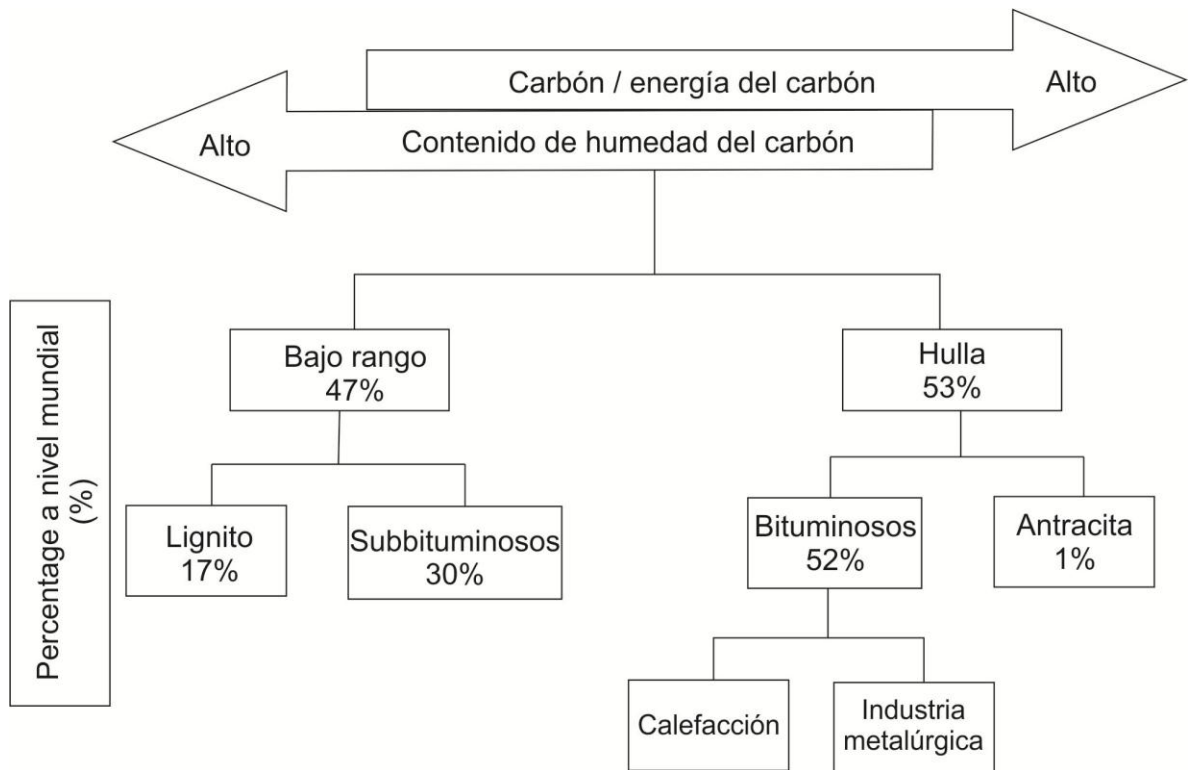 Carbón / energía del carbón
Alto
Alto
Contenido de humedad del carbón
Percentage a nivel mundial
(%)
Bajo rango
47%
Hulla
53%
Lignito
17%
Subbituminosos
30%
Bituminosos
52%
Antracita
1%
Calefacción
Industria
metalúrgica